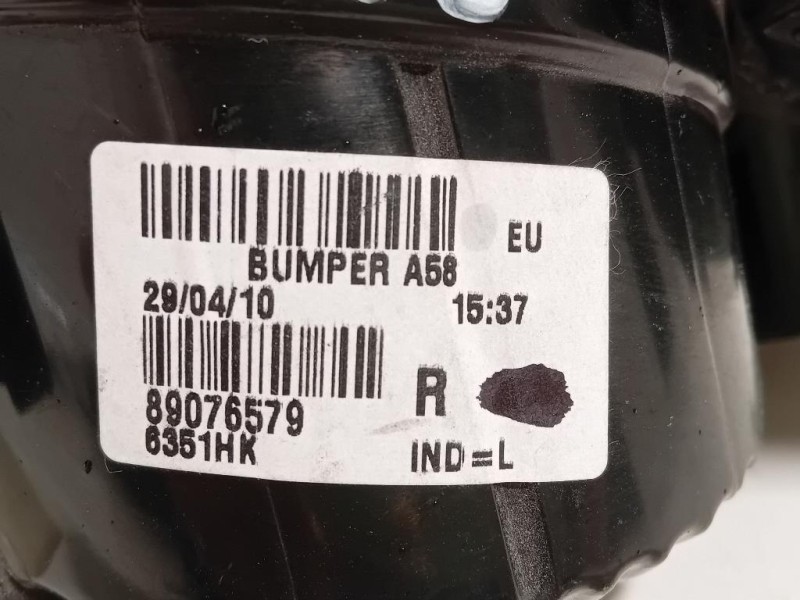 EU
BUMPER A58
29/04/10 15:37
89076579 R
6351HK IND=L